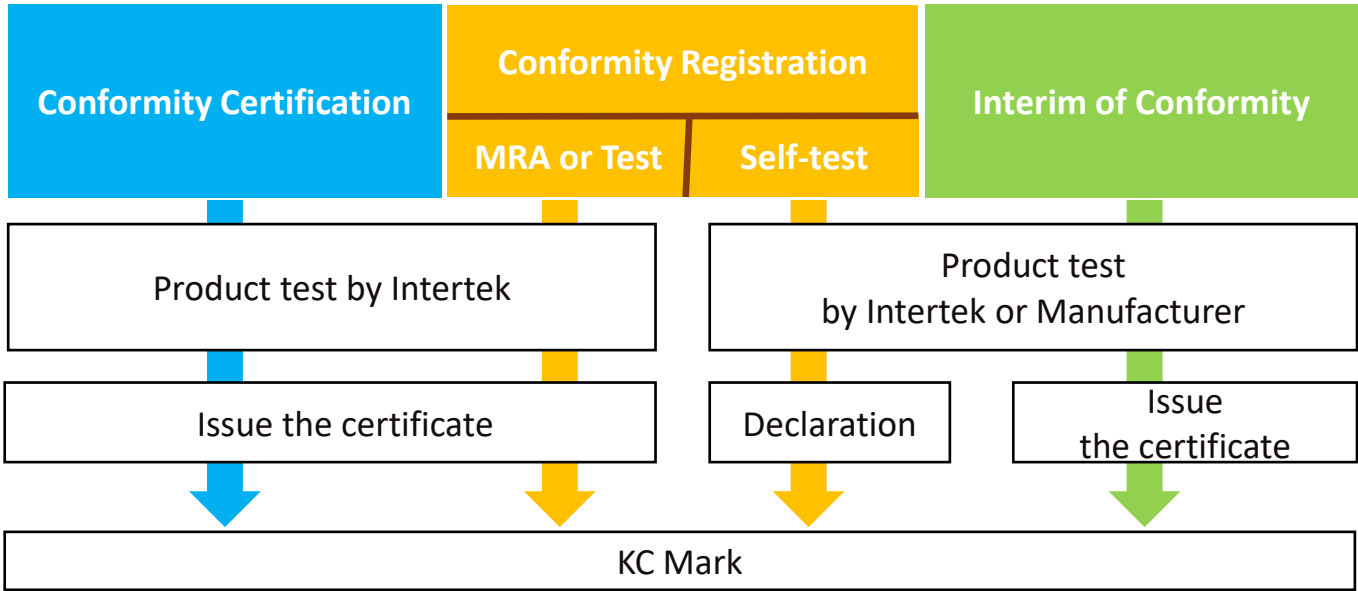 Conformity Certification
Conformity Registration
MRA or Test
Self-test
Interim of Conformity
Product test by Intertek
Product test
by Intertek or Manufacturer
Issue the certificate
Declaration
Issue
the certificate
KC Mark